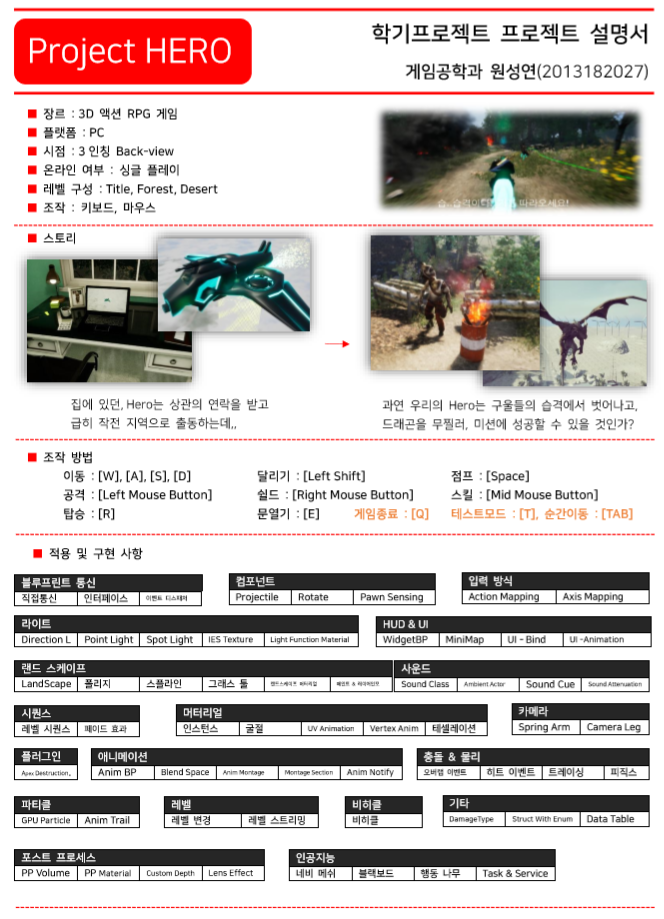 Project HERO
학기프로젝트 프로젝트 설명서
게임공학과 원성연(2013182027)
장르 : 3D 액션 RPG 게임
플랫폼 : PC
시점 : 3인칭 Back-view
온라인 여부 : 싱글 플레이
레벨 구성 : Title, Forest, Desert
조작 : 키보드, 마우스
따라오세요!
스토리
집에 있던, Hero는 상관의 연락을 받고
급히 작전 지역으로 출동하는데,,
과연 우리의 Hero는 구울들의 습격에서 벗어나고,
드래곤을 무찔러, 미션에 성공할 수 있을 것인가?
조작 방법
이동 : [W], [A], [S], [D] 달리기 : [Left Shift] 점프 : [Space]
공격 : [Left Mouse Button] 쉴드 : [Right Mouse Button] 스킬 : [Mid Mouse Button]
탑승 : [R] 문열기 : [E] 게임종료 : [Q] 테스트모드 : [T], 순간이동 : [TAB]
적용 및 구현 사항
블루프린트 통신
직접통신 인터페이스 이벤트 디스패쳐
컴포넌트
Projectile Rotate Pawn Sensing
입력 방식
Action Mapping Axis Mapping
라이트
Direction L Point Light Spot Light IES Texture Light Function Material
HUD & UI
WidgetBP MiniMap UI - Bind UI -Animation
랜드 스케이프
LandScape 폴리지 스플라인 그래스 툴 랜드스케이프 머터리얼 페인트 & 레이어인포
사운드
Sound Class Ambient Actor Sound Cue Sound Attenuation
시퀀스
레벨 시퀀스 페이드 효과
머터리얼
인스턴스 굴절 UV Animation Vertex Anim 테셀레이션
카메라
Spring Arm Camera Leg
플러그인
Apex Destruction,
애니메이션
Anim BP Blend Space Anim Montage Montage Section Anim Notify
충돌 & 물리
오버랩 이벤트 히트 이벤트 트레이싱 피직스
파티클
GPU Particle Anim Trail
레벨
레벨 변경 레벨 스트리밍
비히클
비히클
기타
DamageType Struct With Enum Data Table
포스트 프로세스
PP Volume PP Material Custom Depth Lens Effect
인공지능
네비 메쉬 블랙보드 행동 나무 Task & Service